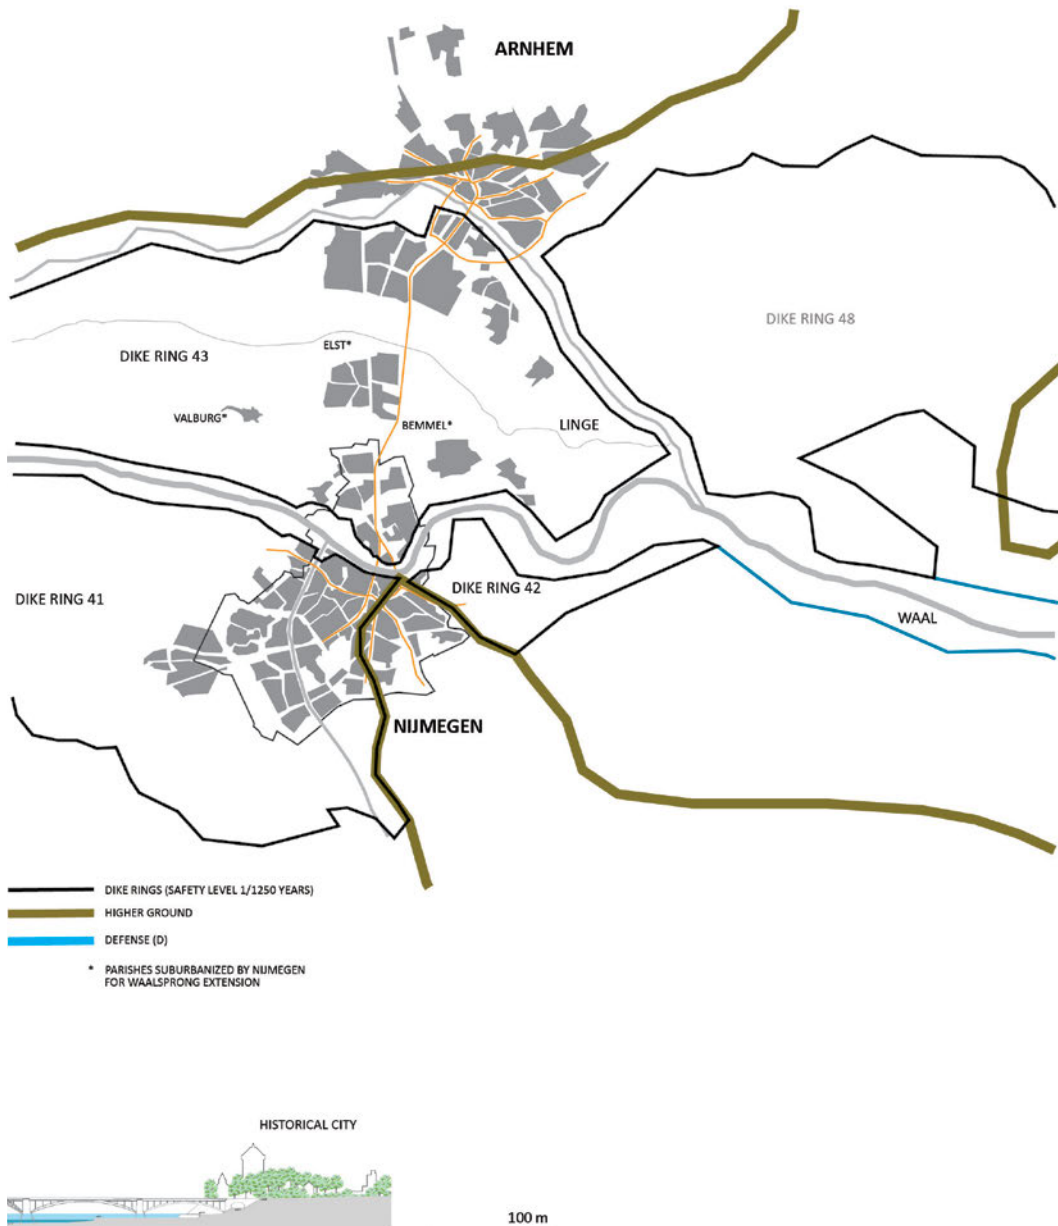 ARNHEM
DIKE RING 48
DIKE RING 43
ELST*
VALBURG*
BEMMEL*
LINGE
DIKE RING 41
DIKE RING 42
WAAL
NIJMEGEN
DIKE RINGS (SAFETY LEVEL 1/1250 YEARS)
HIGHER GROUND
DEFENSE (D)
* PARISHES SUBURBANIZED BY NIJMEGEN
FOR WAALSPRONG EXTENSION
HISTORICAL CITY
100 m